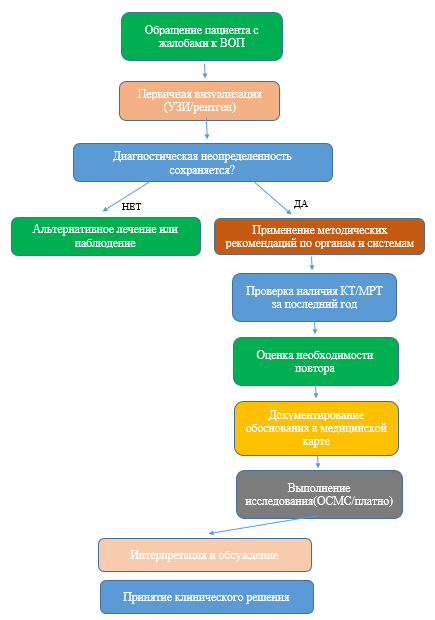 Обращение пациента с
жалобами к ВОП
Первичная визуализация
(УЗИ/рентген)
Диагностическая неопределенность
сохраняется?
НЕТ
ДА
Альтернативное лечение или
наблюдение
Применение методических
рекомендаций по органам и системам
Проверка наличия КТ/МРТ
за последний год
Оценка необходимости
повтора
Документирование
обоснования в медицинской
карте
Выполнение
исследования(ОСМС/платно)
Интерпретация и обсуждение
Принятие клинического решения